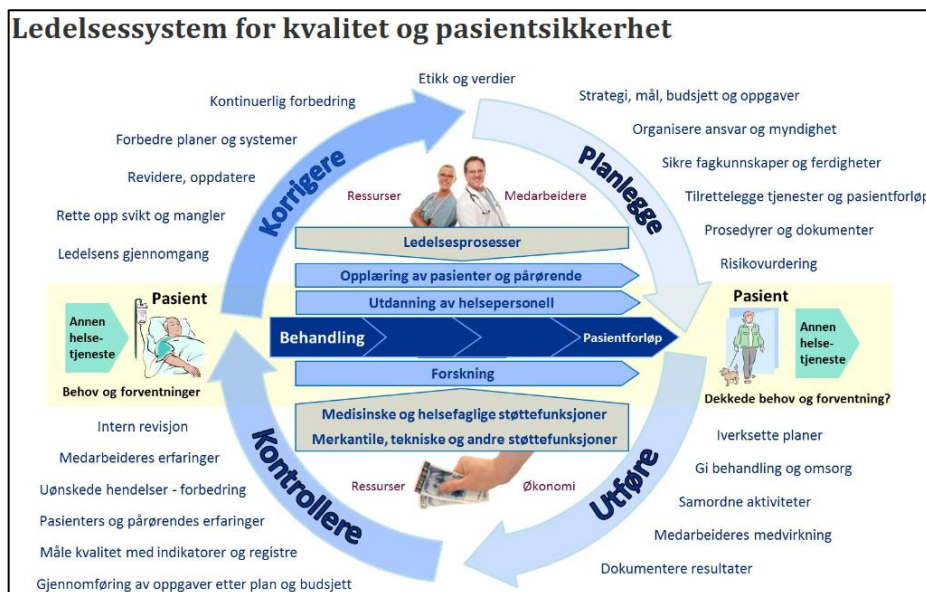 Ledelsessystem for kvalitet og pasientsikkerhet
Etikk og verdier
Kontinuerlig forbedring
Forbedre planer og systemer
Revidere, oppdatere
Rette opp svikt og mangler
Ledelsens gjennomgang
Korrigere
Strategi, mål, budsjett og oppgaver
Organisere ansvar og myndighet
Sikre fagkunnskaper og ferdigheter
Tilrettelegge tjenester og pasientforløp
Prosedyrer og dokumenter
Risikovurdering
Planlegge
Ressurser
Medarbeidere
Ledelsesprosesser
Opplæring av pasienter og pårørende
Utdanning av helsepersonell
Behandling
Pasientforløp
Forskning
Medisinske og helsefaglige støttefunksjoner
Merkantile, tekniske og andre støttefunksjoner
Ressurser
Økonomi
Pasient
Annen
helse-
tjeneste
Behov og forventninger
Pasient
Annen
helse-
tjeneste
Dekkede behov og forventning?
Intern revisjon
Medarbeideres erfaringer
Uønskede hendelser - forbedring
Pasienters og pårørendes erfaringer
Måle kvalitet med indikatorer og registre
Gjennomføring av oppgaver etter plan og budsjett
Kontrollere
Iverksette planer
Gi behandling og omsorg
Samordne aktiviteter
Medarbeideres medvirkning
Dokumentere resultater
Utføre